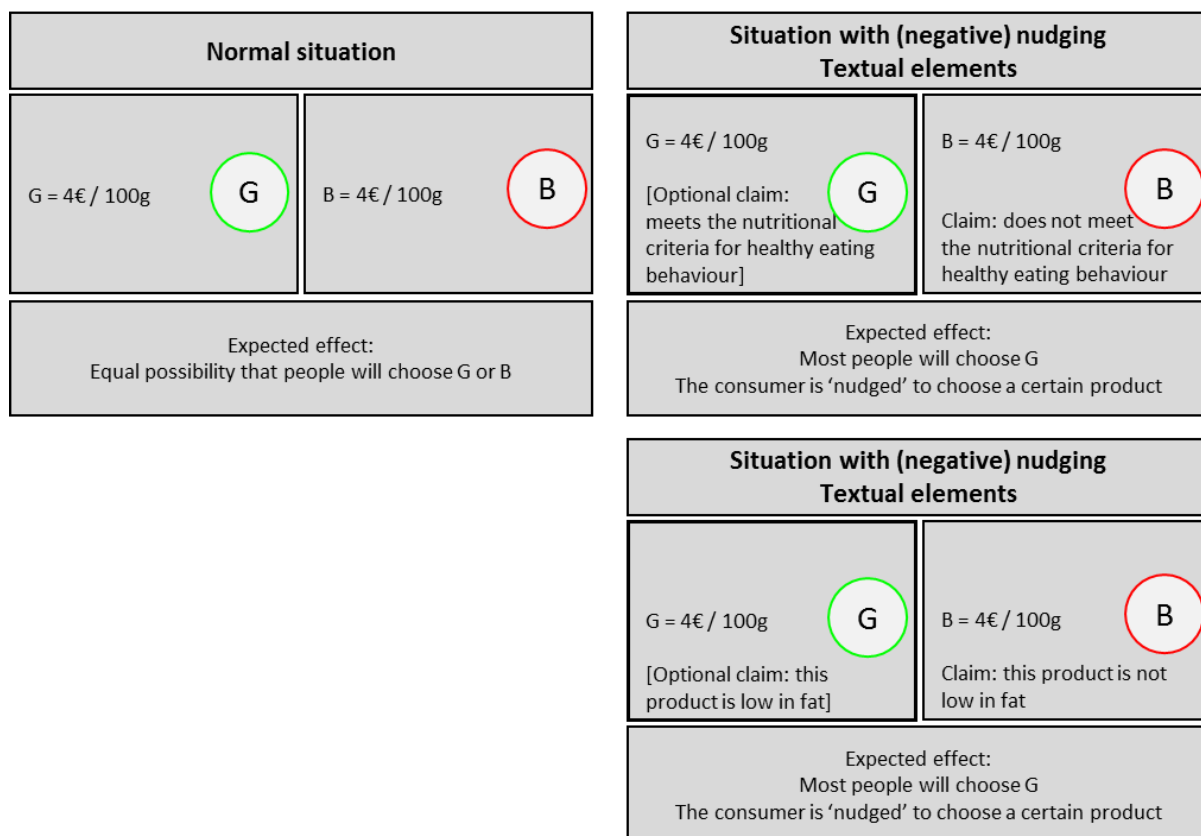 Normal situation
G = 4€ / 100g
G
B = 4€ / 100g
B
Expected effect:
Equal possibility that people will choose G or B
Situation with (negative) nudging
Textual elements
G = 4€ / 100g
G
[Optional claim:
meets the nutritional
criteria for healthy eating
behaviour]
B = 4€ / 100g
B
Claim: does not meet
the nutritional criteria for
healthy eating behaviour
Expected effect:
Most people will choose G
The consumer is ‘nudged’ to choose a certain product
Situation with (negative) nudging
Textual elements
G = 4€ / 100g
G
[Optional claim: this
product is low in fat]
B = 4€ / 100g
B
Claim: this product is not
low in fat
Expected effect:
Most people will choose G
The consumer is ‘nudged’ to choose a certain product